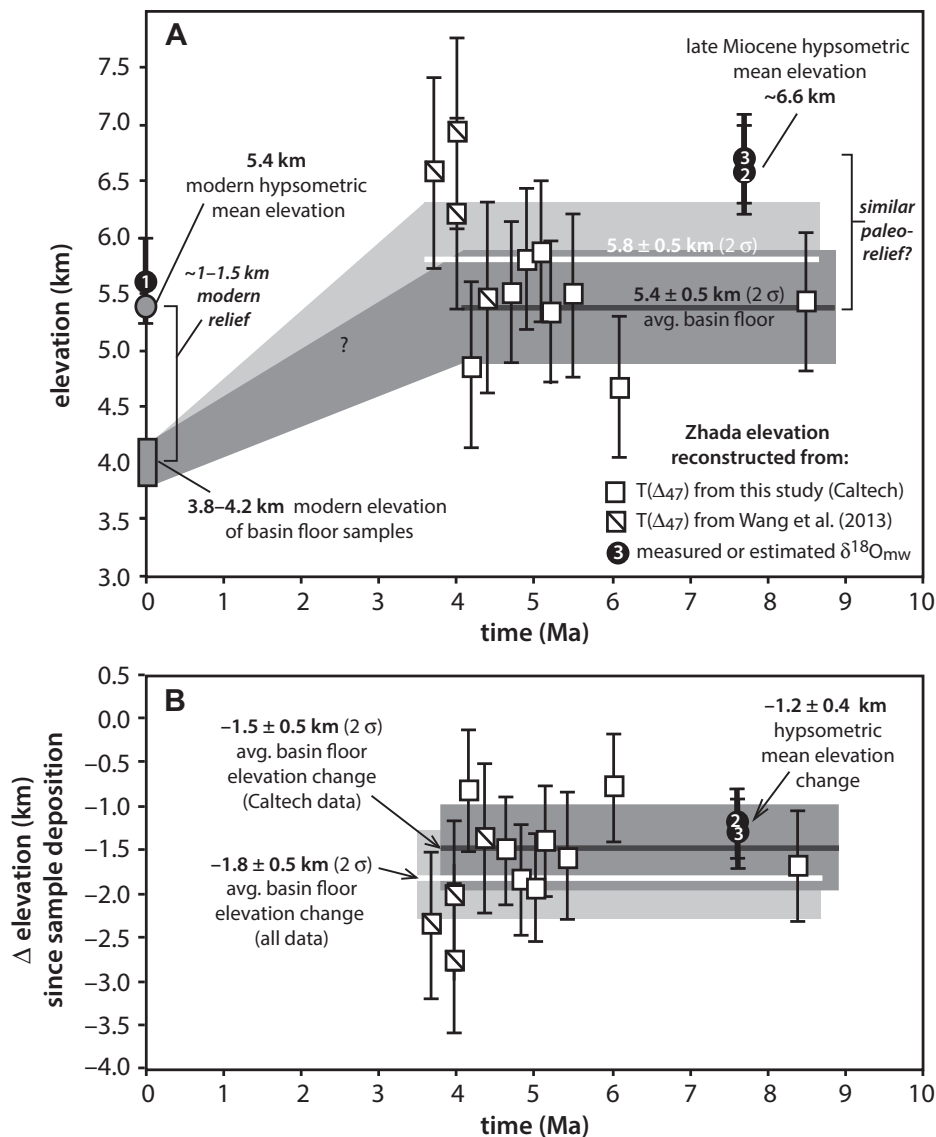 A
elevation (km)
7.5
7.0
6.5
6.0
5.5
5.0
4.5
4.0
3.5
3.0
late Miocene hypsometric
mean elevation
~6.6 km
5.4 km
modern hypsometric
mean elevation
3
2
similar
paleo-
relief?
5.8 ± 0.5 km (2 σ)
~1–1.5 km
modern
relief
1
5.4 ± 0.5 km (2 σ)
avg. basin floor
?
Zhada elevation
reconstructed from:
T(Δ47) from this study (Caltech)
T(Δ47) from Wang et al. (2013)
3 measured or estimated δ18Omw
3.8–4.2 km modern elevation
of basin floor samples
0 1 2 3 4 5 6 7 8 9 10
time (Ma)
B
Δ elevation (km)
since sample deposition
0.5
0.0
–0.5
–1.0
–1.5
–2.0
–2.5
–3.0
–3.5
–4.0
–1.5 ± 0.5 km (2 σ)
avg. basin floor
elevation change
(Caltech data)
–1.2 ± 0.4 km
hypsometric
mean elevation
change
2
3
–1.8 ± 0.5 km (2 σ)
avg. basin floor
elevation change
(all data)
0 1 2 3 4 5 6 7 8 9 10
time (Ma)